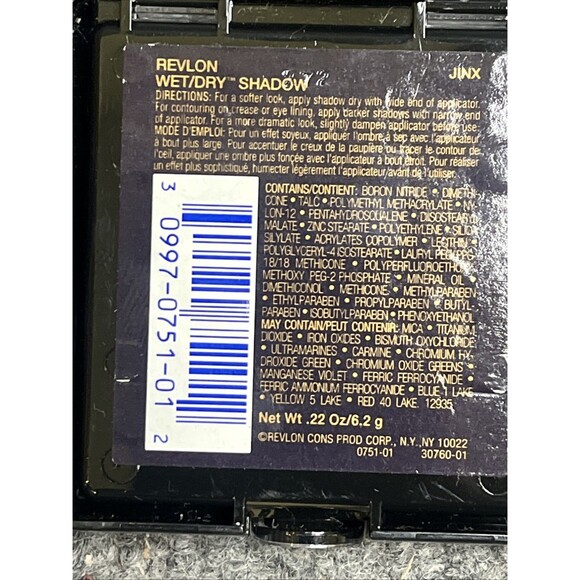 REVLON
JINX
WET/DRY™ SHADOW
DIRECTIONS: For a softer look, apply shadow dry with wide end of applicator.
For contouring on crease or eye lining, apply darker shadows with narrow end
of applicator. For a more dramatic look, slightly dampen applicator before use.
MODE D'EMPLOI: Pour un effet soyeux, appliquer l'ombre à sec avec l'applicateur
à bout plus large. Pour accentuer le creux de la paupière ou tracer le contour de
l'oeil, appliquer une ombre plus foncée avec l'applicateur à bout étroit. Pour réaliser
un effet plus sophistiqué, humecter légèrement l'applicateur avant de l'utiliser.
3 0997-0751-01 2
CONTAINS/CONTENT: BORON NITRIDE • DIMETHI
CONE • TALC • POLYMETHYL METHACRYLATE • NY
LON-12 • PENTAHYDROSQUALENE • DIISOSTEARYL
MALATE • ZINC STEARATE • POLYETHYLENE • SILICA
SILYLATE • ACRYLATES COPOLYMER • LECITHIN •
POLYGLYCERYL-4 ISOSTEARATE • LAURYL PEG/PPG
18/18 METHICONE • POLYPERFLUOROETHOXY
METHOXY PEG-2 PHOSPHATE • MINERAL OIL •
DIMETHICONOL • METHICONE • METHYLPARABEN
• ETHYLPARABEN • PROPYLPARABEN • BUTYL
PARABEN • ISOBUTYLPARABEN • PHENOXYETHANOL
MAY CONTAIN/PEUT CONTENIR: MICA • TITANIUM
DIOXIDE • IRON OXIDES • BISMUTH OXYCHLORIDE
• ULTRAMARINES • CARMINE • CHROMIUM HY-
DROXIDE GREEN • CHROMIUM OXIDE GREENS •
MANGANESE VIOLET • FERRIC FERROCYANIDE •
FERRIC AMMONIUM FERROCYANIDE • BLUE 1 LAKE
• YELLOW 5 LAKE • RED 40 LAKE. 12935
Net Wt .22 Oz/6.2 g
©REVLON CONS PROD CORP., N.Y., NY 10022
0751-01 30760-01